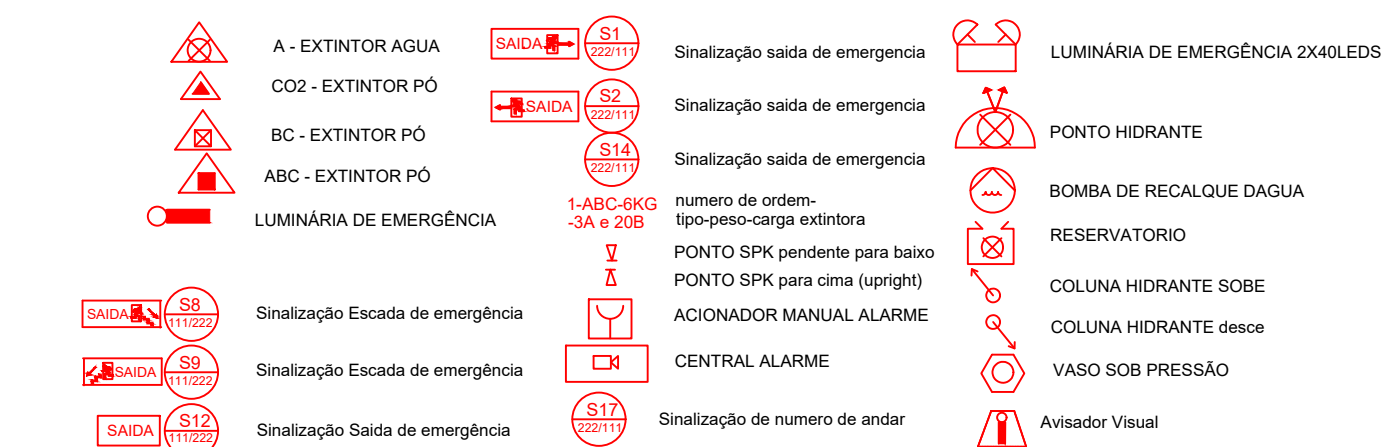 A - EXTINTOR AGUA
CO2 - EXTINTOR PÓ
BC - EXTINTOR PÓ
ABC - EXTINTOR PÓ
LUMINÁRIA DE EMERGÊNCIA
SAIDA
S8
111/222
Sinalização Escada de emergência
SAIDA
S9
111/222
Sinalização Escada de emergência
SAIDA
S12
111/222
Sinalização Saida de emergência
SAIDA
S1
222/111
Sinalização saida de emergencia
SAIDA
S2
222/111
Sinalização saida de emergencia
S14
222/111
Sinalização saida de emergencia
1-ABC-6KG
-3A e 20B
numero de ordem-
tipo-peso-carga extintora
PONTO SPK pendente para baixo
PONTO SPK para cima (upright)
ACIONADOR MANUAL ALARME
CENTRAL ALARME
S17
222/111
Sinalização de numero de andar
LUMINÁRIA DE EMERGÊNCIA 2X40LEDS
PONTO HIDRANTE
BOMBA DE RECALQUE DAGUA
RESERVATORIO
COLUNA HIDRANTE SOBE
COLUNA HIDRANTE desce
VASO SOB PRESSÃO
Avisador Visual